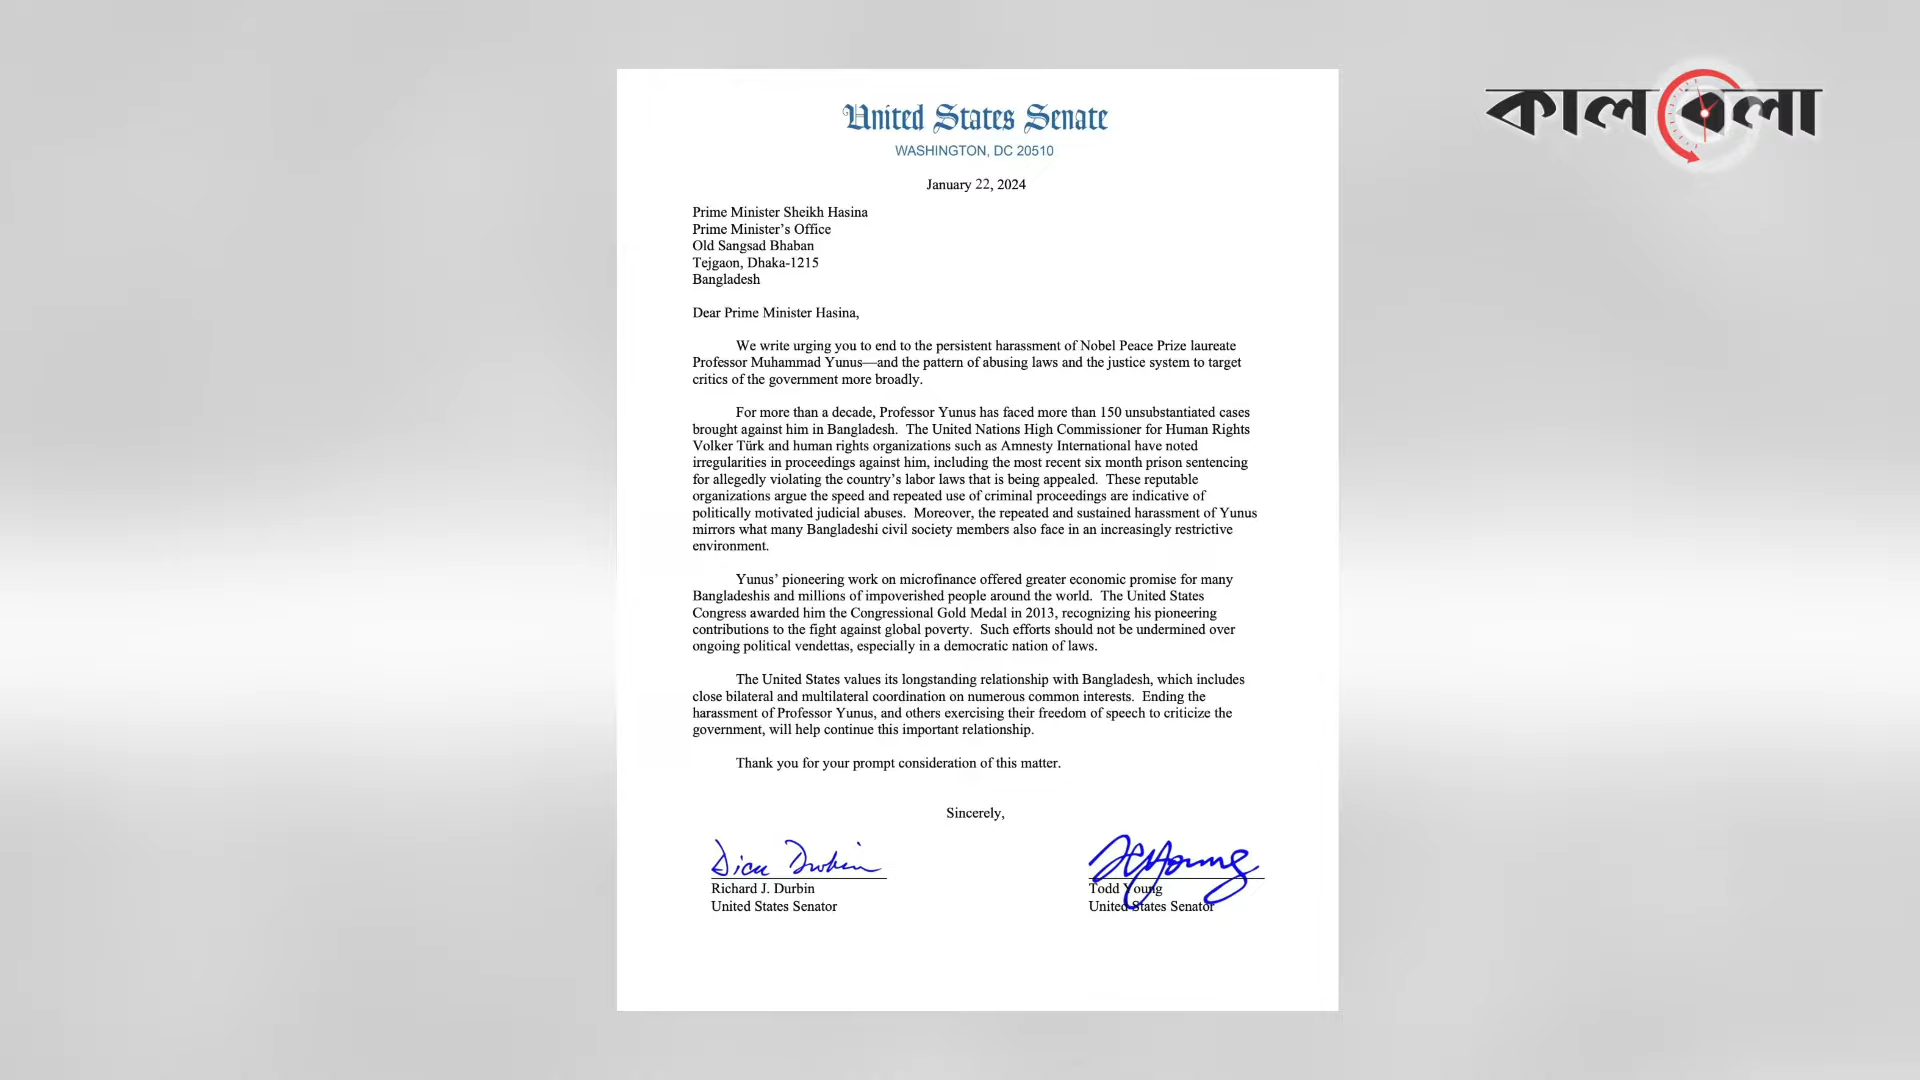 United States Senate
WASHINGTON, DC 20510
কালবেলা
January 22, 2024
Prime Minister Sheikh Hasina
Prime Minister’s Office
Old Sangsad Bhaban
Tejgaon, Dhaka-1215
Bangladesh
Dear Prime Minister Hasina,
We write urging you to end to the persistent harassment of Nobel Peace Prize laureate
Professor Muhammad Yunus—and the pattern of abusing laws and the justice system to target
critics of the government more broadly.
For more than a decade, Professor Yunus has faced more than 150 unsubstantiated cases
brought against him in Bangladesh.  The United Nations High Commissioner for Human Rights
Volker Türk and human rights organizations such as Amnesty International have noted
irregularities in proceedings against him, including the most recent six month prison sentencing
for allegedly violating the country’s labor laws that is being appealed.  These reputable
organizations argue the speed and repeated use of criminal proceedings are indicative of
politically motivated judicial abuses.  Moreover, the repeated and sustained harassment of Yunus
mirrors what many Bangladeshi civil society members also face in an increasingly restrictive
environment.
Yunus’ pioneering work on microfinance offered greater economic promise for many
Bangladeshis and millions of impoverished people around the world.  The United States
Congress awarded him the Congressional Gold Medal in 2013, recognizing his pioneering
contributions to the fight against global poverty.  Such efforts should not be undermined over
ongoing political vendettas, especially in a democratic nation of laws.
The United States values its longstanding relationship with Bangladesh, which includes
close bilateral and multilateral coordination on numerous common interests.  Ending the
harassment of Professor Yunus, and others exercising their freedom of speech to criticize the
government, will help continue this important relationship.
Thank you for your prompt consideration of this matter.
Sincerely,
Dick Durbin
Richard J. Durbin
United States Senator
Todd Young
United States Senator